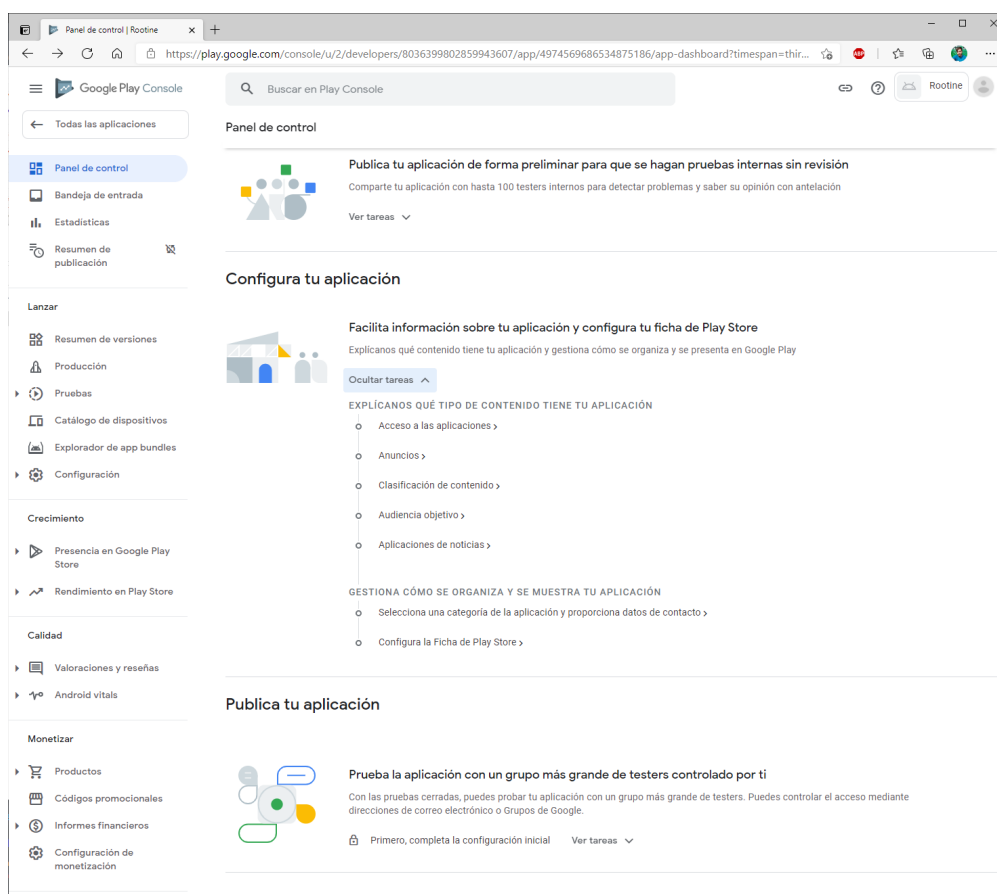 Panel de control | Rootine
https://play.google.com/console/u/2/developers/8036399802859943607/app/4974569686534875186/app-dashboard?timespan=thir...
ABP
Google Play Console
Buscar en Play Console
Rootine
Todas las aplicaciones
Panel de control
Bandeja de entrada
Estadísticas
Resumen de
publicación
Lanzar
Resumen de versiones
Producción
Pruebas
Catálogo de dispositivos
Explorador de app bundles
Configuración
Crecimiento
Presencia en Google Play
Store
Rendimiento en Play Store
Calidad
Valoraciones y reseñas
Android vitals
Monetizar
Productos
Códigos promocionales
Informes financieros
Configuración de
monetización
Panel de control
Publica tu aplicación de forma preliminar para que se hagan pruebas internas sin revisión
Comparte tu aplicación con hasta 100 testers internos para detectar problemas y saber su opinión con antelación
Ver tareas
Configura tu aplicación
Facilita información sobre tu aplicación y configura tu ficha de Play Store
Explícanos qué contenido tiene tu aplicación y gestiona cómo se organiza y se presenta en Google Play
Ocultar tareas
EXPLÍCANOS QUÉ TIPO DE CONTENIDO TIENE TU APLICACIÓN
Acceso a las aplicaciones
Anuncios
Clasificación de contenido
Audiencia objetivo
Aplicaciones de noticias
GESTIONA CÓMO SE ORGANIZA Y SE MUESTRA TU APLICACIÓN
Selecciona una categoría de la aplicación y proporciona datos de contacto
Configura la Ficha de Play Store
Publica tu aplicación
Prueba la aplicación con un grupo más grande de testers controlado por ti
Con las pruebas cerradas, puedes probar tu aplicación con un grupo más grande de testers. Puedes controlar el acceso mediante
direcciones de correo electrónico o Grupos de Google.
Primero, completa la configuración inicial
Ver tareas